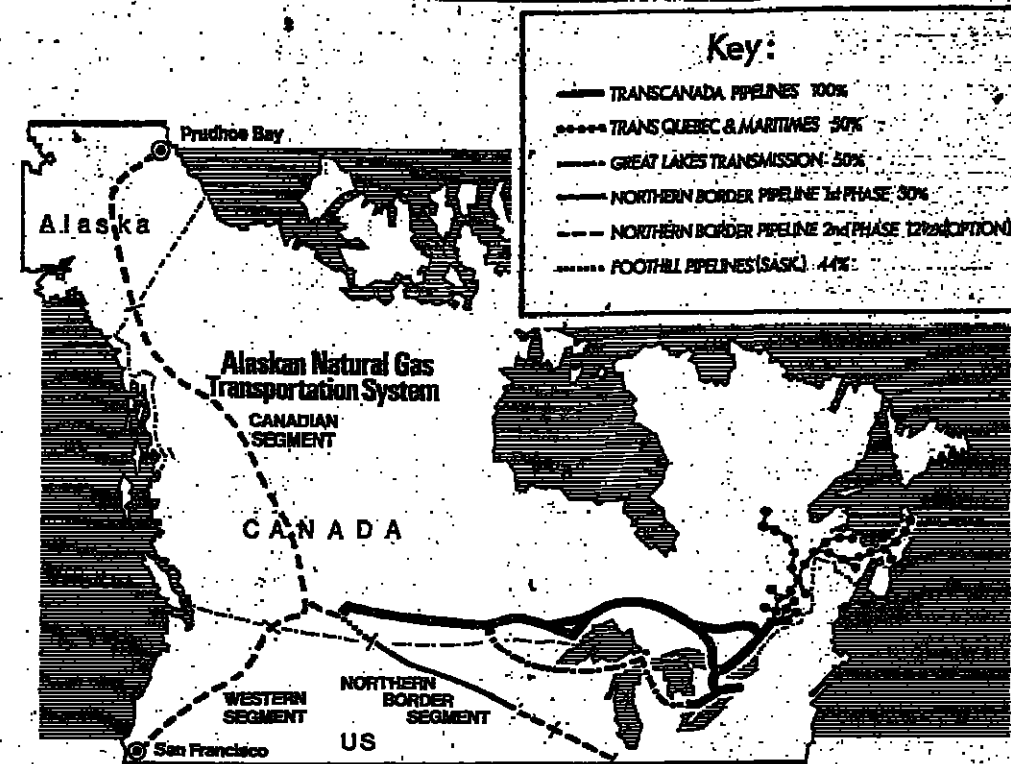 Key:
TRANSCANADA PIPELINES 100%
TRANS QUEBEC & MARITIMES 50%
GREAT LAKES TRANSMISSION 50%
NORTHERN BORDER PIPELINE 1st PHASE 30%
NORTHERN BORDER PIPELINE 2nd PHASE (OPTION)
FOOTHILL PIPELINES (SASK.) 44%
Prudhoe Bay
Alaska
Alaskan Natural Gas
Transportation System
CANADIAN
SEGMENT
CANADA
NORTHERN
BORDER
SEGMENT
WESTERN
SEGMENT
US
San Francisco